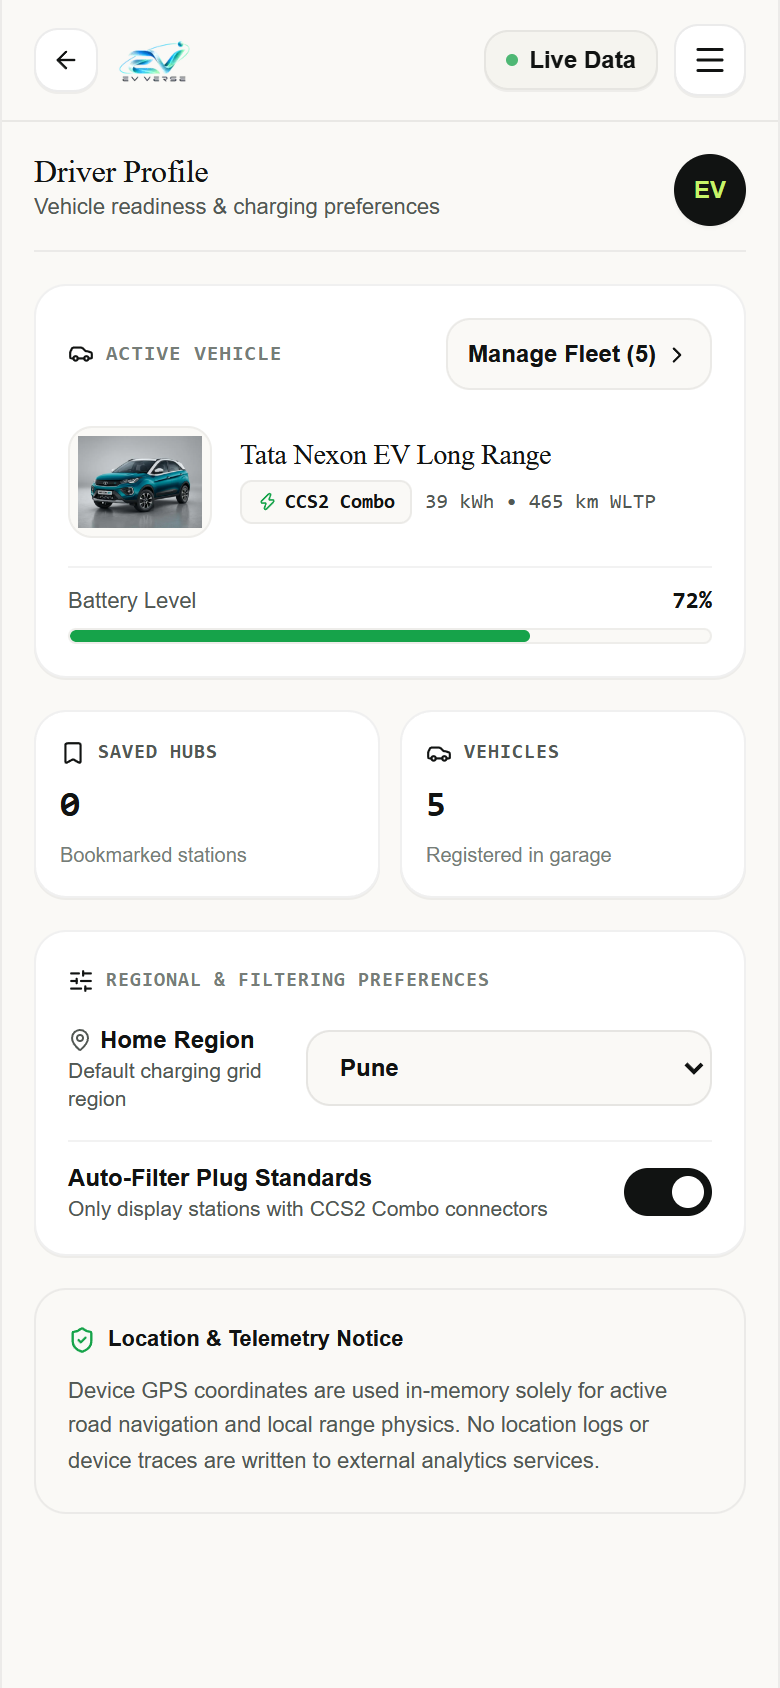 EV VERSE
Live Data
Driver Profile
Vehicle readiness & charging preferences
EV
ACTIVE VEHICLE
Manage Fleet (5)
Tata Nexon EV Long Range
CCS2 Combo
39 kWh • 465 km WLTP
Battery Level
72%
SAVED HUBS
0
Bookmarked stations
VEHICLES
5
Registered in garage
REGIONAL & FILTERING PREFERENCES
Home Region
Default charging grid
region
Pune
Auto-Filter Plug Standards
Only display stations with CCS2 Combo connectors
Location & Telemetry Notice
Device GPS coordinates are used in-memory solely for active
road navigation and local range physics. No location logs or
device traces are written to external analytics services.